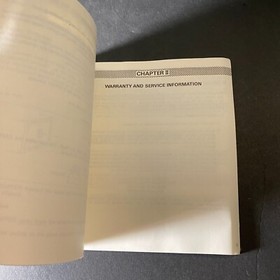 CHAPTER 8
WARRANTY AND SERVICE INFORMATION